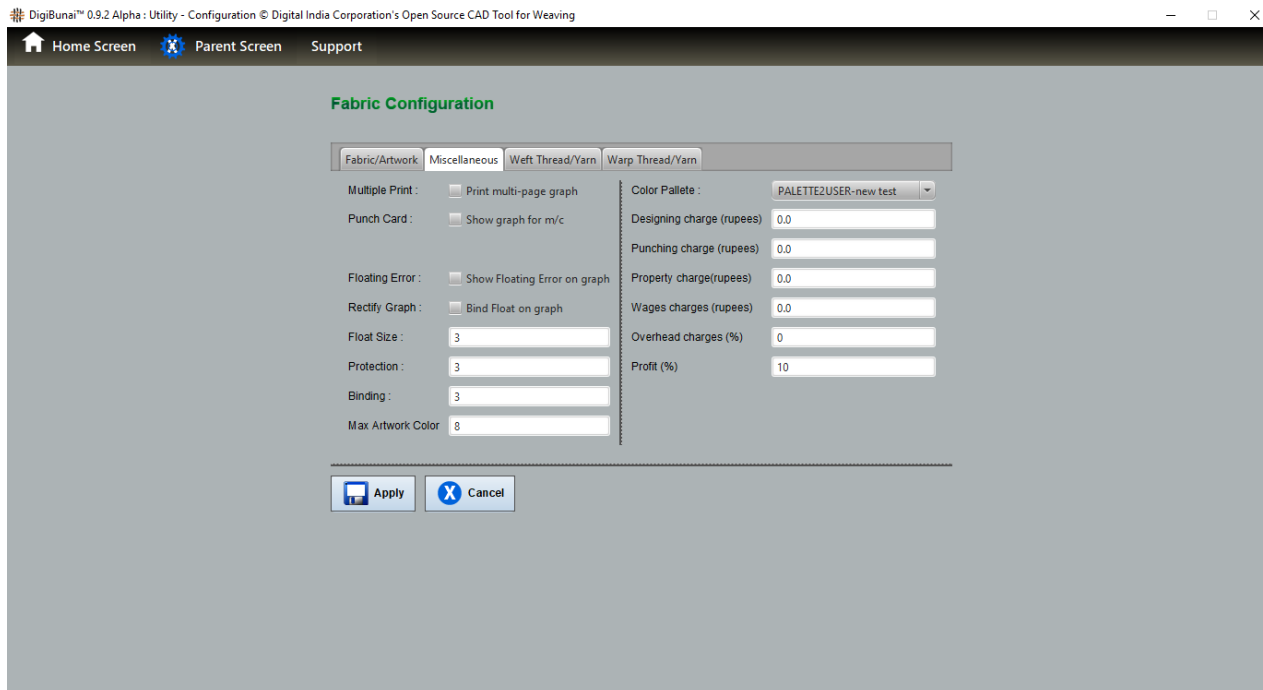 DigiBunai™ 0.9.2 Alpha : Utility - Configuration © Digital India Corporation's Open Source CAD Tool for Weaving
Home Screen Parent Screen Support
Fabric Configuration
Fabric/Artwork Miscellaneous Weft Thread/Yarn Warp Thread/Yarn
Multiple Print : Print multi-page graph
Punch Card : Show graph for m/c
Floating Error : Show Floating Error on graph
Rectify Graph : Bind Float on graph
Float Size : 3
Protection : 3
Binding : 3
Max Artwork Color 8
Color Pallete : PALETTE2USER-new test
Designing charge (rupees) 0.0
Punching charge (rupees) 0.0
Property charge(rupees) 0.0
Wages charges (rupees) 0.0
Overhead charges (%) 0
Profit (%) 10
Apply Cancel